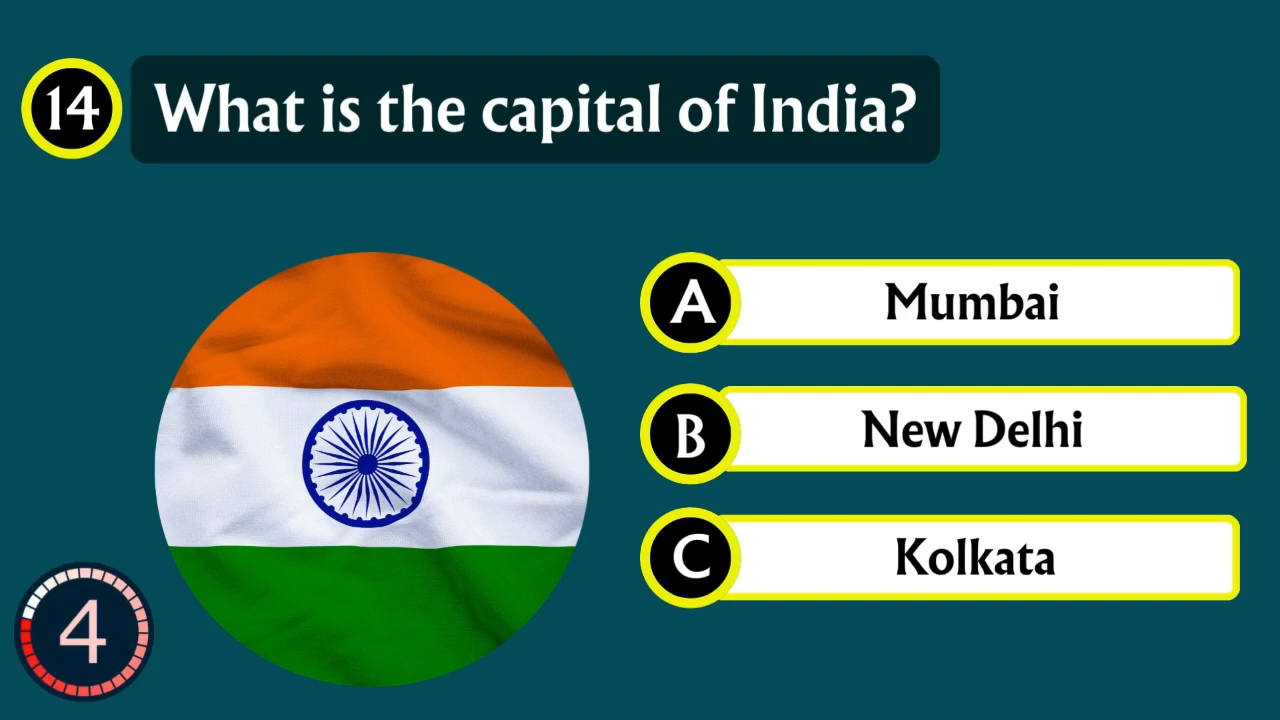 14 What is the capital of India?
A Mumbai
B New Delhi
C Kolkata
4